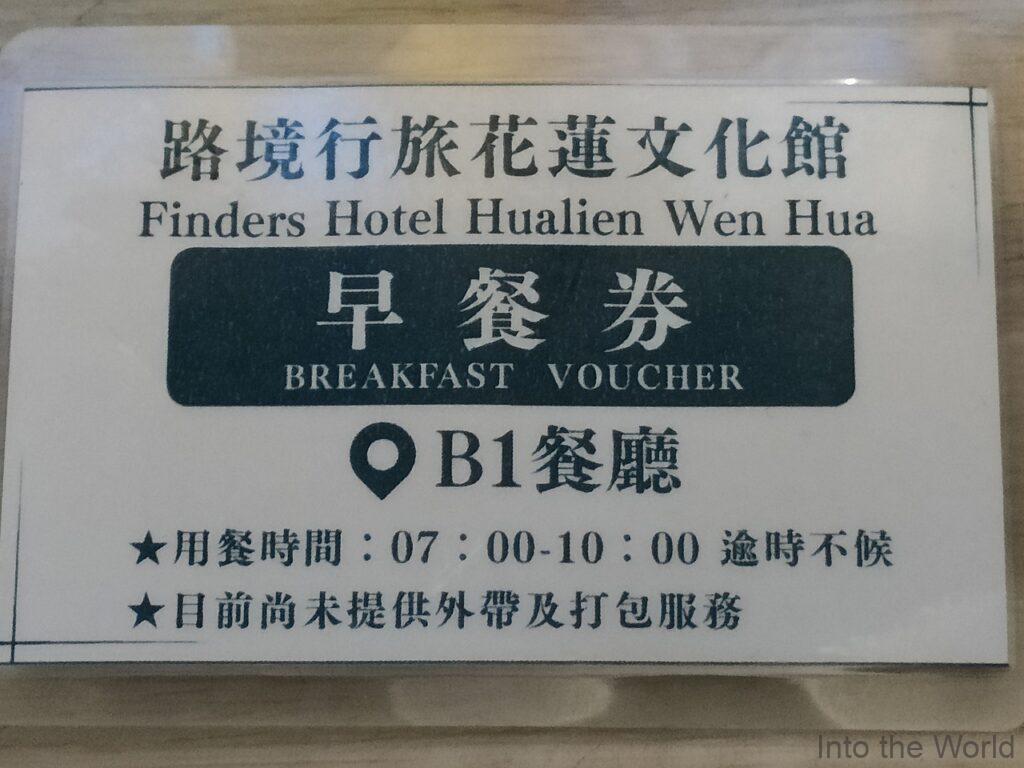 路境行旅花蓮文化館
Finders Hotel Hualien Wen Hua
早餐券
BREAKFAST VOUCHER
B1餐廳
★用餐時間：07：00-10：00 逾時不候
★目前尚未提供外帶及打包服務
Into the World